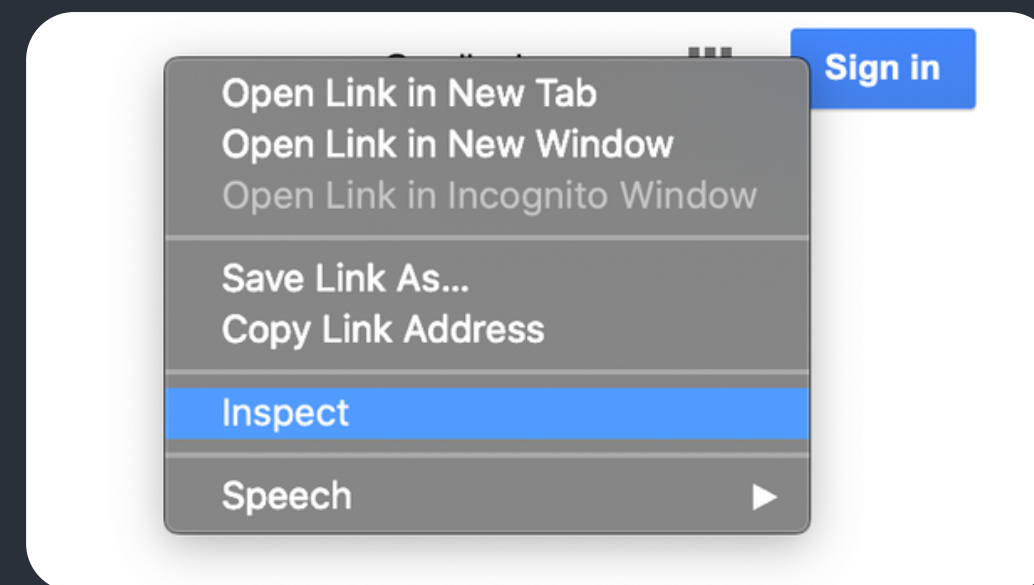 Sign in
Open Link in New Tab
Open Link in New Window
Open Link in Incognito Window
Save Link As...
Copy Link Address
Inspect
Speech